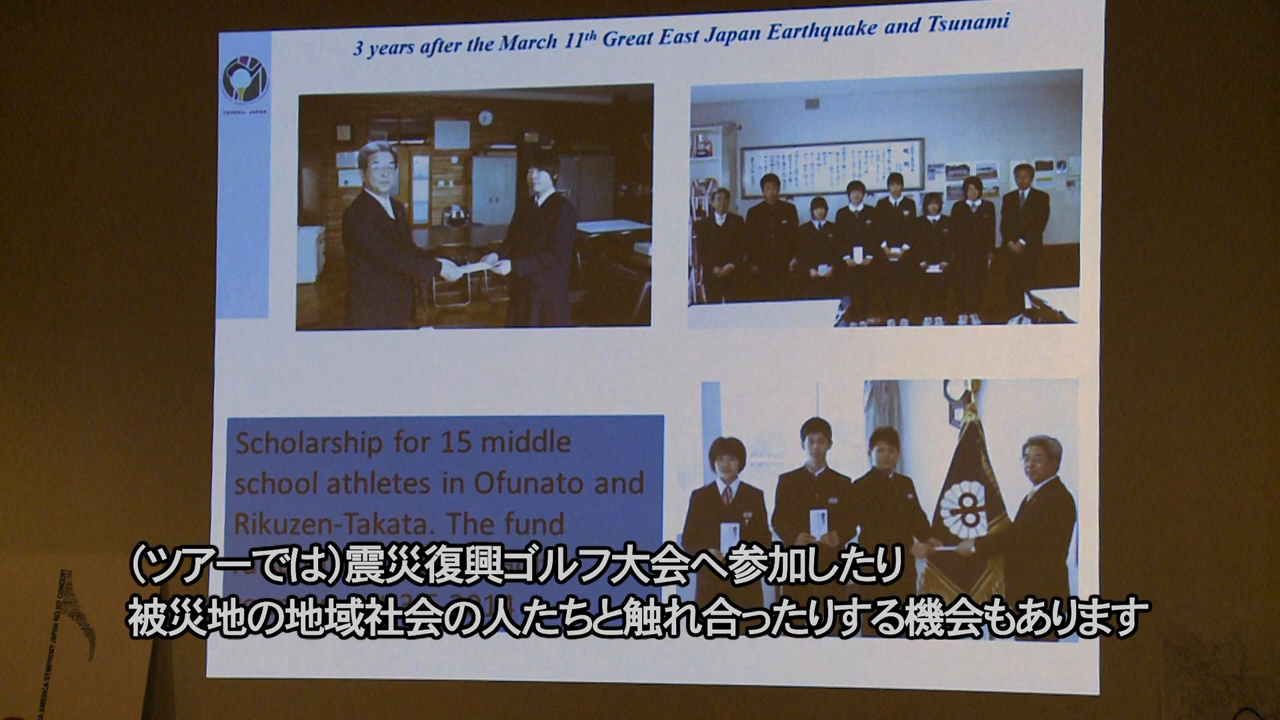 3 years after the March 11th Great East Japan Earthquake and Tsunami
TOHOKU JAPAN
Scholarship for 15 middle
school athletes in Ofunato and
Rikuzen-Takata. The fund
（ツアーでは）震災復興ゴルフ大会へ参加したり
被災地の地域社会の人たちと触れ合ったりする機会もあります